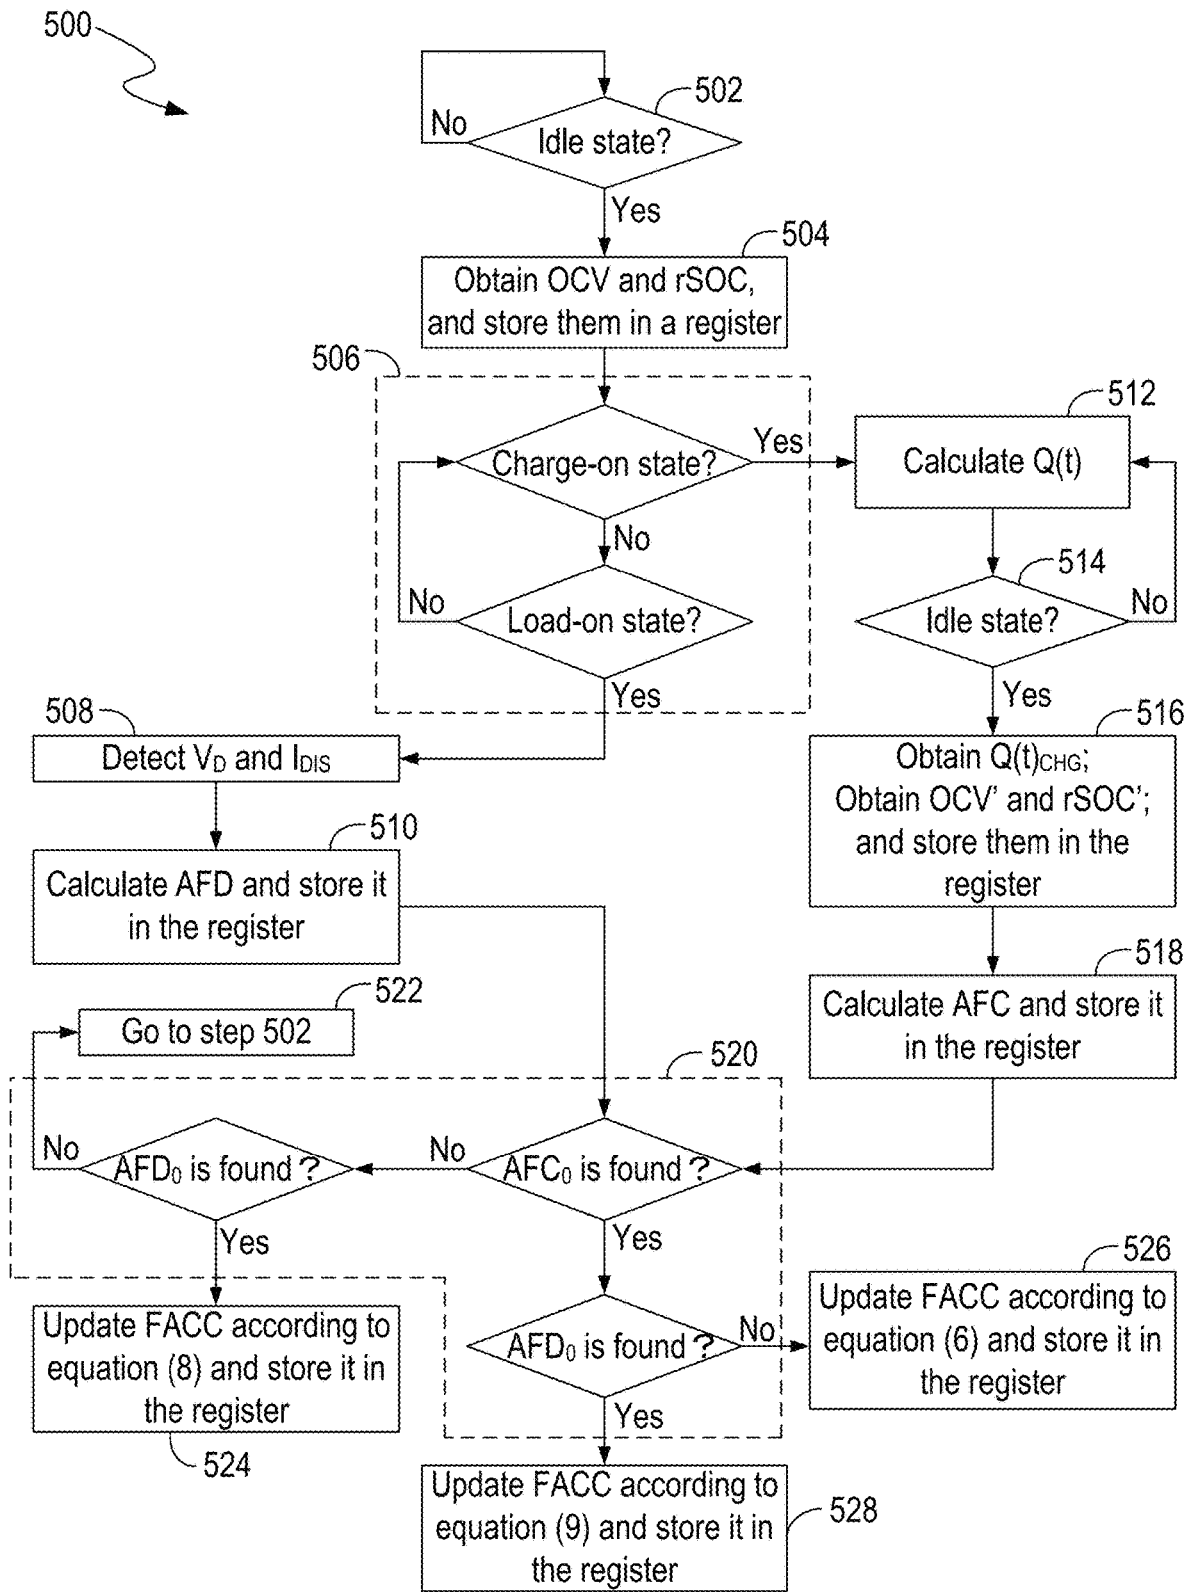 500
502
Idle state?
No
Yes
504
Obtain OCV and rSOC,
and store them in a register
506
Charge-on state?
Yes
No
Load-on state?
No
Yes
512
Calculate Q(t)
514
Idle state?
No
Yes
508
Detect VD and IDIS
516
Obtain Q(t)CHG;
Obtain OCV' and rSOC';
and store them in the
register
510
Calculate AFD and store it
in the register
518
Calculate AFC and store it
in the register
522
Go to step 502
520
AFC0 is found ?
No
Yes
AFD0 is found ?
No
Yes
AFD0 is found ?
No
Yes
526
Update FACC according to
equation (6) and store it in
the register
Update FACC according to
equation (8) and store it in
the register
524
Update FACC according to
equation (9) and store it in
the register
528